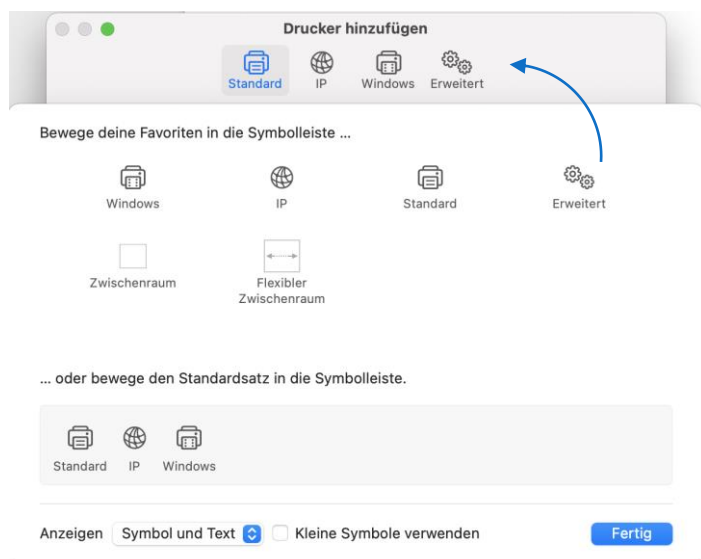 Drucker hinzufügen
Standard IP Windows Erweitert
Bewege deine Favoriten in die Symbolleiste ...
Windows IP Standard Erweitert
Zwischenraum Flexibler
Zwischenraum
... oder bewege den Standardsatz in die Symbolleiste.
Standard IP Windows
Anzeigen Symbol und Text Kleine Symbole verwenden Fertig